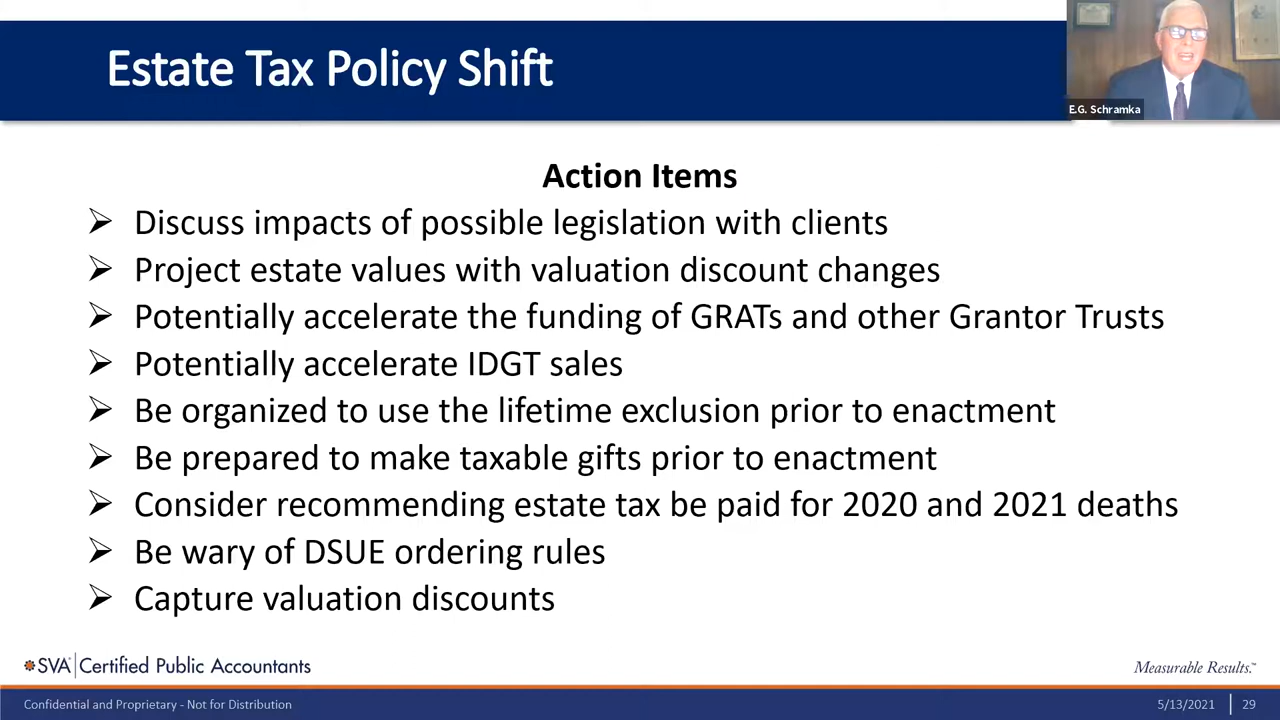 Estate Tax Policy Shift
E.G. Schramka
Action Items
➢ Discuss impacts of possible legislation with clients
➢ Project estate values with valuation discount changes
➢ Potentially accelerate the funding of GRATs and other Grantor Trusts
➢ Potentially accelerate IDGT sales
➢ Be organized to use the lifetime exclusion prior to enactment
➢ Be prepared to make taxable gifts prior to enactment
➢ Consider recommending estate tax be paid for 2020 and 2021 deaths
➢ Be wary of DSUE ordering rules
➢ Capture valuation discounts
SVA | Certified Public Accountants
Measurable Results.™
Confidential and Proprietary - Not for Distribution
5/13/2021 | 29